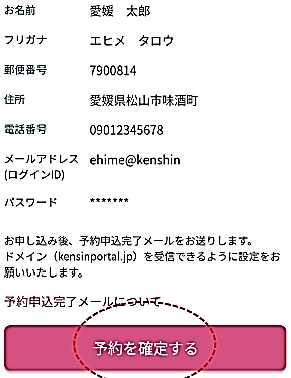 お名前 愛媛 太郎
フリガナ エヒメ タロウ
郵便番号 7900814
住所 愛媛県松山市味酒町
電話番号 09012345678
メールアドレス ehime@kenshin
(ログインID)
パスワード *******
お申し込み後、予約申込完了メールをお送りします。
ドメイン（kensinportal.jp）を受信できるように設定をお
願いいたします。
予約申込完了メールについて
予約を確定する